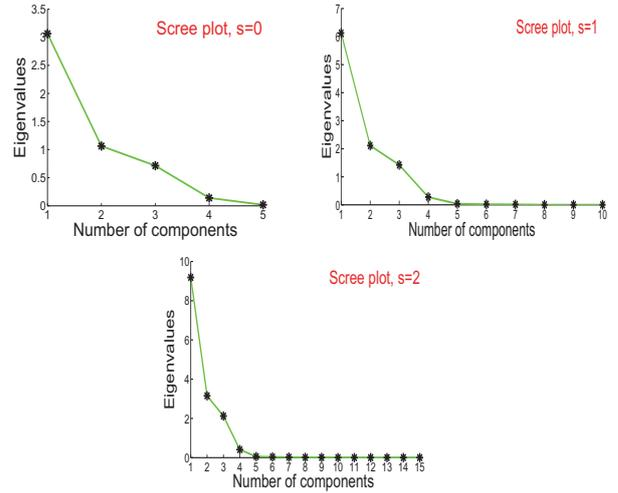 Scree plot, s=0
Eigenvalues
3.5
3
2.5
2
1.5
1
0.5
0
1 2 3 4 5
Number of components
Scree plot, s=1
Eigenvalues
7
6
5
4
3
2
1
0
1 2 3 4 5 6 7 8 9 10
Number of components
Scree plot, s=2
Eigenvalues
10
8
6
4
2
0
1 2 3 4 5 6 7 8 9 10 11 12 13 14 15
Number of components